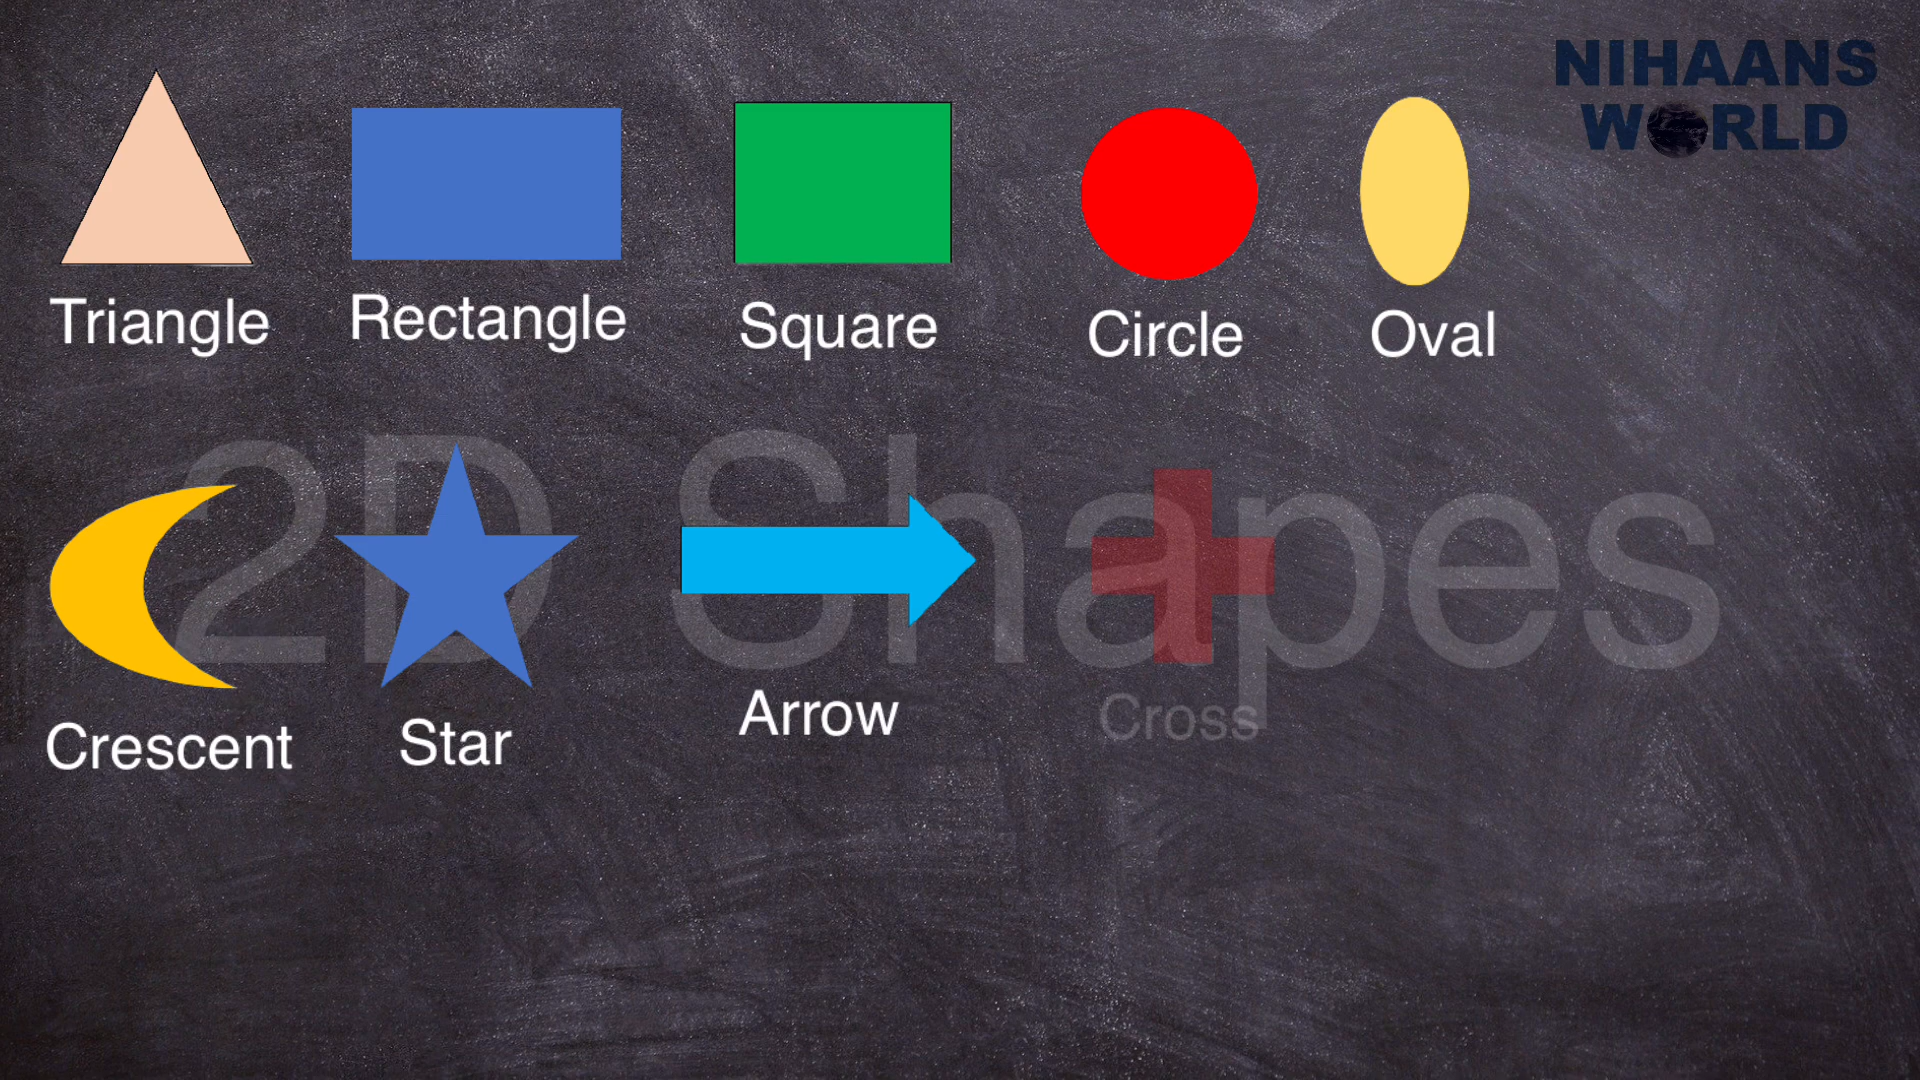 NIHAANS
WORLD
Triangle
Rectangle
Square
Circle
Oval
2D Shapes
Crescent
Star
Arrow
Cross